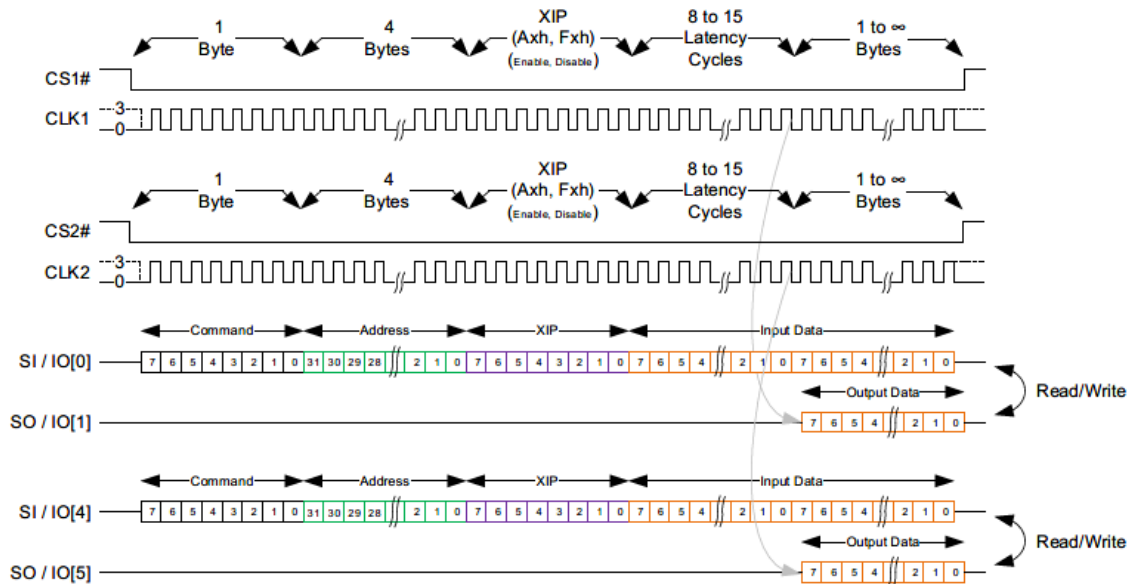 1 Byte
4 Bytes
XIP (Axh, Fxh) (Enable, Disable)
8 to 15 Latency Cycles
1 to ∞ Bytes
CS1#
CLK1 3 0
1 Byte
4 Bytes
XIP (Axh, Fxh) (Enable, Disable)
8 to 15 Latency Cycles
1 to ∞ Bytes
CS2#
CLK2 3 0
Command Address XIP Input Data
SI / IO[0] 7 6 5 4 3 2 1 0 31 30 29 28 2 1 0 7 6 5 4 3 2 1 0 7 6 5 4 2 1 0 7 6 5 4 2 1 0
Read/Write
Output Data
SO / IO[1] 7 6 5 4 2 1 0
Command Address XIP Input Data
SI / IO[4] 7 6 5 4 3 2 1 0 31 30 29 28 2 1 0 7 6 5 4 3 2 1 0 7 6 5 4 2 1 0 7 6 5 4 2 1 0
Read/Write
Output Data
SO / IO[5] 7 6 5 4 2 1 0